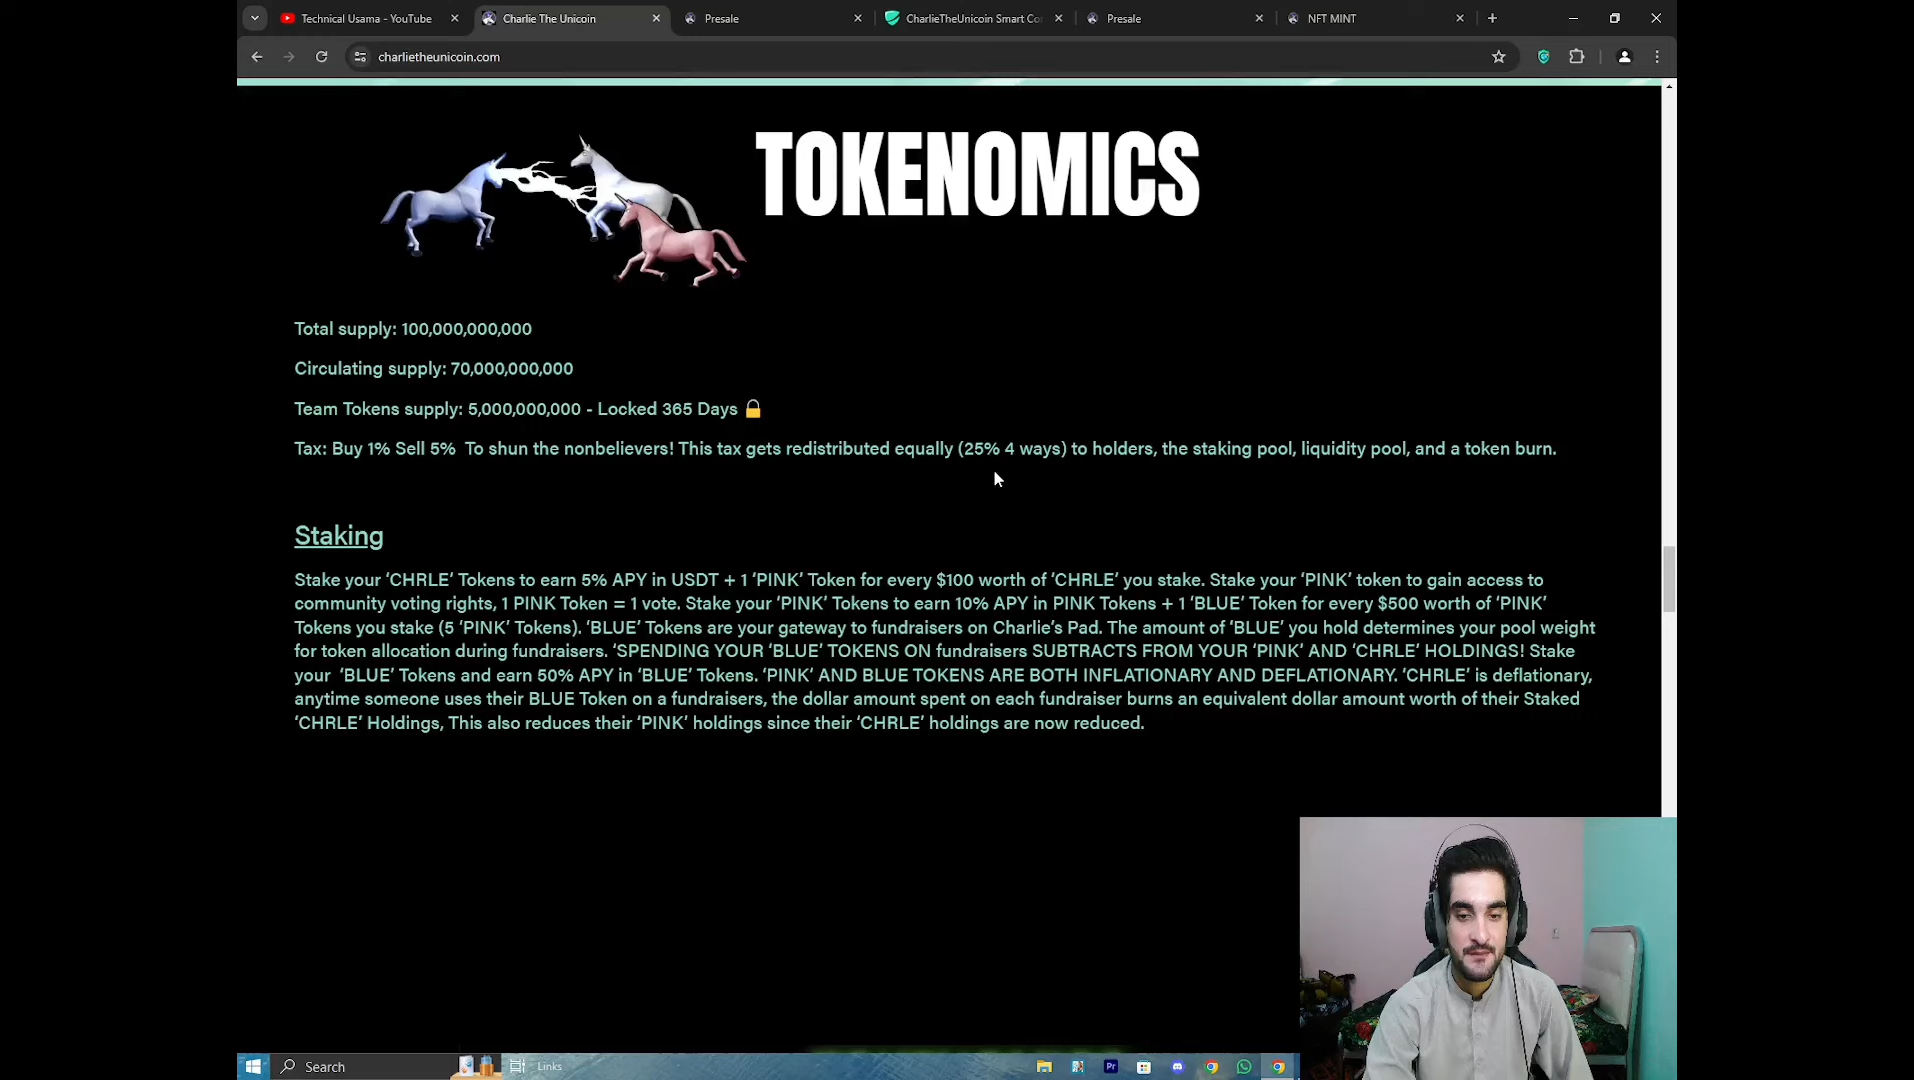 Technical Usama - YouTube
Charlie The Unicoin
Presale
CharlieTheUnicoin Smart Co
Presale
NFT MINT
charlietheunicoin.com
TOKENOMICS
Total supply: 100,000,000,000
Circulating supply: 70,000,000,000
Team Tokens supply: 5,000,000,000 - Locked 365 Days 🔒
Tax: Buy 1% Sell 5% To shun the nonbelievers! This tax gets redistributed equally (25% 4 ways) to holders, the staking pool, liquidity pool, and a token burn.
Staking
Stake your ‘CHRLE‘ Tokens to earn 5% APY in USDT + 1 ‘PINK’ Token for every $100 worth of ‘CHRLE’ you stake. Stake your ‘PINK’ token to gain access to
community voting rights, 1 PINK Token = 1 vote. Stake your ‘PINK’ Tokens to earn 10% APY in PINK Tokens + 1 ‘BLUE’ Token for every $500 worth of ‘PINK’
Tokens you stake (5 ‘PINK’ Tokens). ‘BLUE’ Tokens are your gateway to fundraisers on Charlie’s Pad. The amount of ‘BLUE’ you hold determines your pool weight
for token allocation during fundraisers. ‘SPENDING YOUR ‘BLUE’ TOKENS ON fundraisers SUBTRACTS FROM YOUR ‘PINK’ AND ‘CHRLE’ HOLDINGS! Stake
your ‘BLUE’ Tokens and earn 50% APY in ‘BLUE’ Tokens. ‘PINK’ AND BLUE TOKENS ARE BOTH INFLATIONARY AND DEFLATIONARY. ‘CHRLE’ is deflationary,
anytime someone uses their BLUE Token on a fundraisers, the dollar amount spent on each fundraiser burns an equivalent dollar amount worth of their Staked
‘CHRLE’ Holdings, This also reduces their ‘PINK’ holdings since their ‘CHRLE’ holdings are now reduced.
Search
Links
Pr